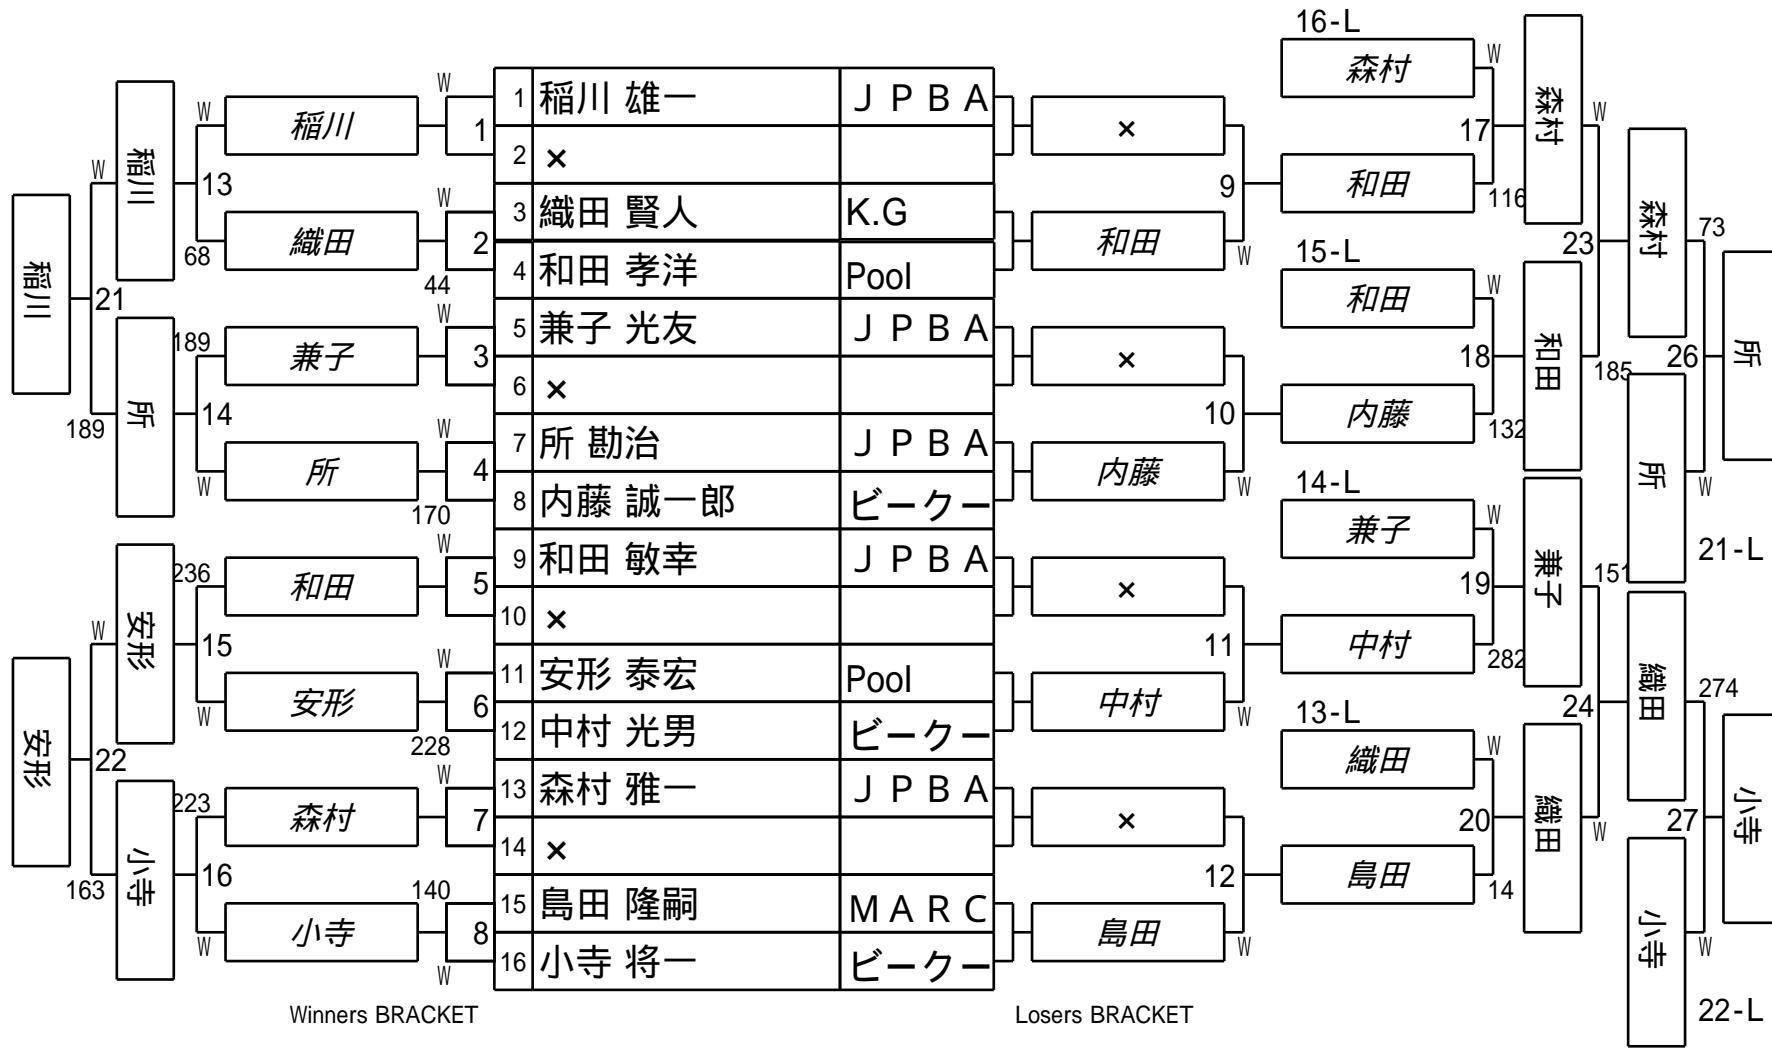 16-L
森村
W
稲川
W
稲川
W
1 稲川 雄一 ＪＰＢＡ
×
17
森村
W
1
2 ×
W
稲川
13
織田
68
W
2
44
3 織田 賢人 K.G
4 和田 孝洋 Pool
和田
W
9
和田
116
23
森村
73
15-L
和田
W
稲川
21
189
所
189
兼子
W
3
5 兼子 光友 ＪＰＢＡ
6 ×
×
18
和田
185
26
所
14
W
所
W
4
170
7 所 勘治 ＪＰＢＡ
8 内藤 誠一郎 ビークー
内藤
W
10
内藤
132
所
W
21-L
14-L
兼子
W
236
和田
W
5
9 和田 敏幸 ＪＰＢＡ
10 ×
×
19
兼子
151
W
安形
15
W
安形
W
6
228
11 安形 泰宏 Pool
12 中村 光男 ビークー
中村
W
11
中村
282
24
織田
274
安形
22
163
13-L
織田
W
223
森村
W
7
13 森村 雅一 ＪＰＢＡ
14 ×
×
20
織田
W
27
小寺
小寺
16
W
小寺
140
8
W
15 島田 隆嗣 ＭＡＲＣ
16 小寺 将一 ビークー
島田
W
12
島田
14
小寺
W
22-L
Winners BRACKET
Losers BRACKET